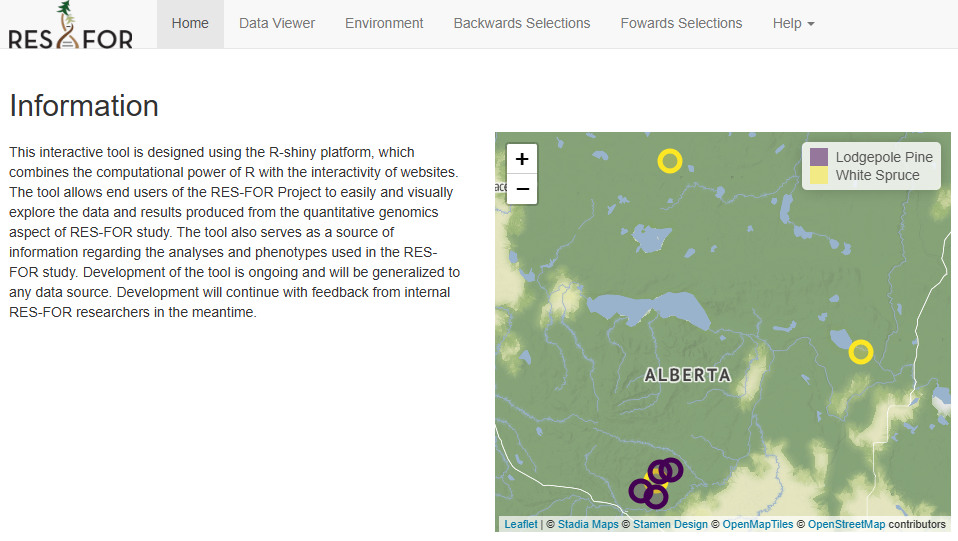 RES FOR
Home
Data Viewer
Environment
Backwards Selections
Fowards Selections
Help
Information
This interactive tool is designed using the R-shiny platform, which
combines the computational power of R with the interactivity of websites.
The tool allows end users of the RES-FOR Project to easily and visually
explore the data and results produced from the quantitative genomics
aspect of RES-FOR study. The tool also serves as a source of
information regarding the analyses and phenotypes used in the RES-
FOR study. Development of the tool is ongoing and will be generalized to
any data source. Development will continue with feedback from internal
RES-FOR researchers in the meantime.
+
−
Lodgepole Pine
White Spruce
ALBERTA
Leaflet | © Stadia Maps © Stamen Design © OpenMapTiles © OpenStreetMap contributors